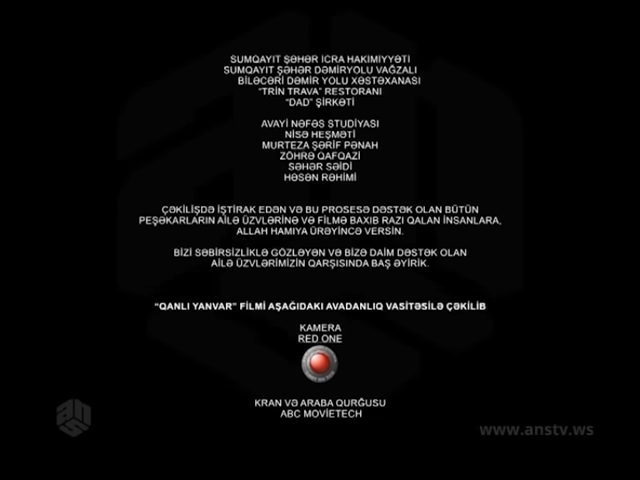 SUMQAYIT ŞƏHƏR İCRA HAKİMİYYƏTİ
SUMQAYIT ŞƏHƏR DƏMİRYOLU VAĞZALI
BİLƏCƏRİ DƏMİR YOLU XƏSTƏXANASI
“TRİN TRAVA” RESTORANI
“DAD” ŞİRKƏTİ
AVAYİ NƏFƏS STUDİYASI
NİSƏ HEŞMƏTİ
MURTEZA ŞƏRİF PƏNAH
ZÖHRƏ QAFQAZİ
SƏHƏR SƏİDİ
HƏSƏN RƏHİMİ
ÇƏKİLİŞDƏ İŞTİRAK EDƏN VƏ BU PROSESƏ DƏSTƏK OLAN BÜTÜN
PEŞƏKARLARIN AİLƏ ÜZVLƏRİNƏ VƏ FİLMƏ BAXIB RAZI QALAN İNSANLARA,
ALLAH HAMIYA ÜRƏYİNCƏ VERSİN.
BİZİ SƏBİRSİZLİKLƏ GÖZLƏYƏN VƏ BİZƏ DAİM DƏSTƏK OLAN
AİLƏ ÜZVLƏRİMİZİN QARŞISINDA BAŞ ƏYİRİK.
“QANLI YANVAR” FİLMİ AŞAĞIDAKI AVADANLIQ VASİTƏSİLƏ ÇƏKİLİB
KAMERA
RED ONE
KRAN VƏ ARABA QURĞUSU
ABC MOVIETECH
ans
www.anstv.ws